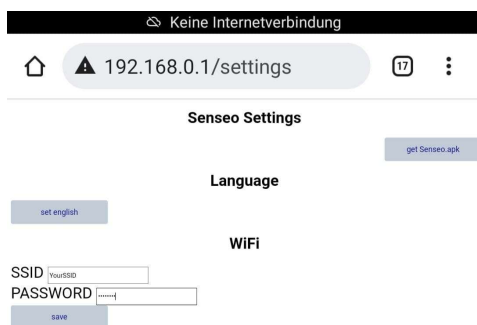 Keine Internetverbindung
192.168.0.1/settings 17
Senseo Settings
get Senseo.apk
Language
set english
WiFi
SSID YourSSID
PASSWORD ········
save